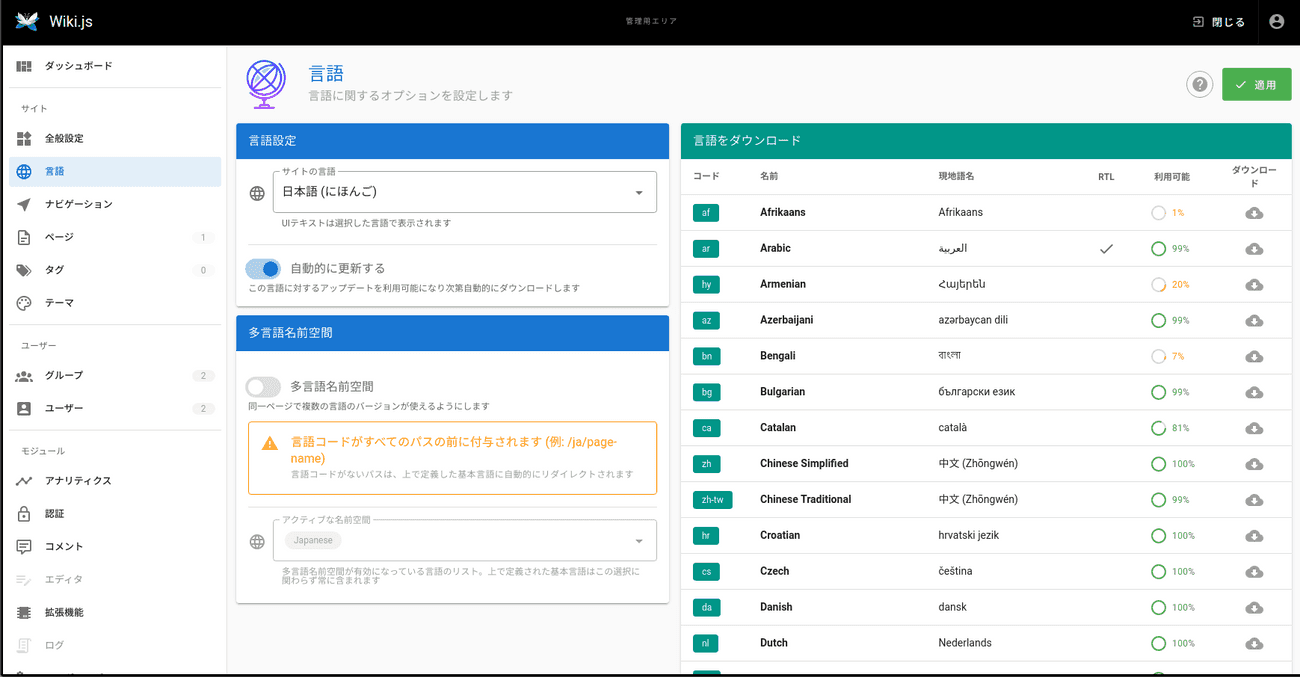 Wiki.js
管理用エリア
閉じる
ダッシュボード
サイト
全般設定
言語
ナビゲーション
ページ 1
タグ 0
テーマ
ユーザー
グループ 2
ユーザー 2
モジュール
アナリティクス
認証
コメント
エディタ
拡張機能
ログ
言語
言語に関するオプションを設定します
適用
言語設定
サイトの言語
日本語 (にほんご)
UIテキストは選択した言語で表示されます
自動的に更新する
この言語に対するアップデートを利用可能になり次第自動的にダウンロードします
多言語名前空間
多言語名前空間
同一ページで複数の言語のバージョンが使えるようにします
言語コードがすべてのパスの前に付与されます (例: /ja/page-
name)
言語コードがないパスは、上で定義した基本言語に自動的にリダイレクトされます
アクティブな名前空間
Japanese
多言語名前空間が有効になっている言語のリスト。上で定義された基本言語はこの選択に
関わらず常に含まれます
言語をダウンロード
コード 名前 現地語名 RTL 利用可能 ダウンロー
ド
af Afrikaans Afrikaans 1%
ar Arabic العربية 99%
hy Armenian Հայերեն 20%
az Azerbaijani azərbaycan dili 99%
bn Bengali বাংলা 7%
bg Bulgarian български език 99%
ca Catalan català 81%
zh Chinese Simplified 中文 (Zhōngwén) 100%
zh-tw Chinese Traditional 中文 (Zhōngwén) 99%
hr Croatian hrvatski jezik 100%
cs Czech čeština 100%
da Danish dansk 100%
nl Dutch Nederlands 100%